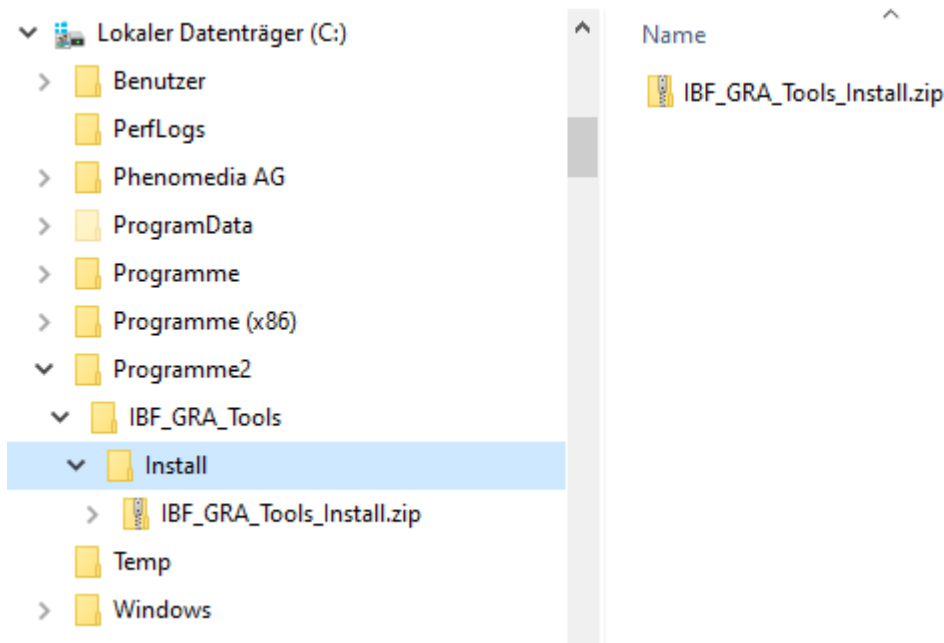 Lokaler Datenträger (C:)
Benutzer
PerfLogs
Phenomedia AG
ProgramData
Programme
Programme (x86)
Programme2
IBF_GRA_Tools
Install
IBF_GRA_Tools_Install.zip
Temp
Windows
Name
IBF_GRA_Tools_Install.zip